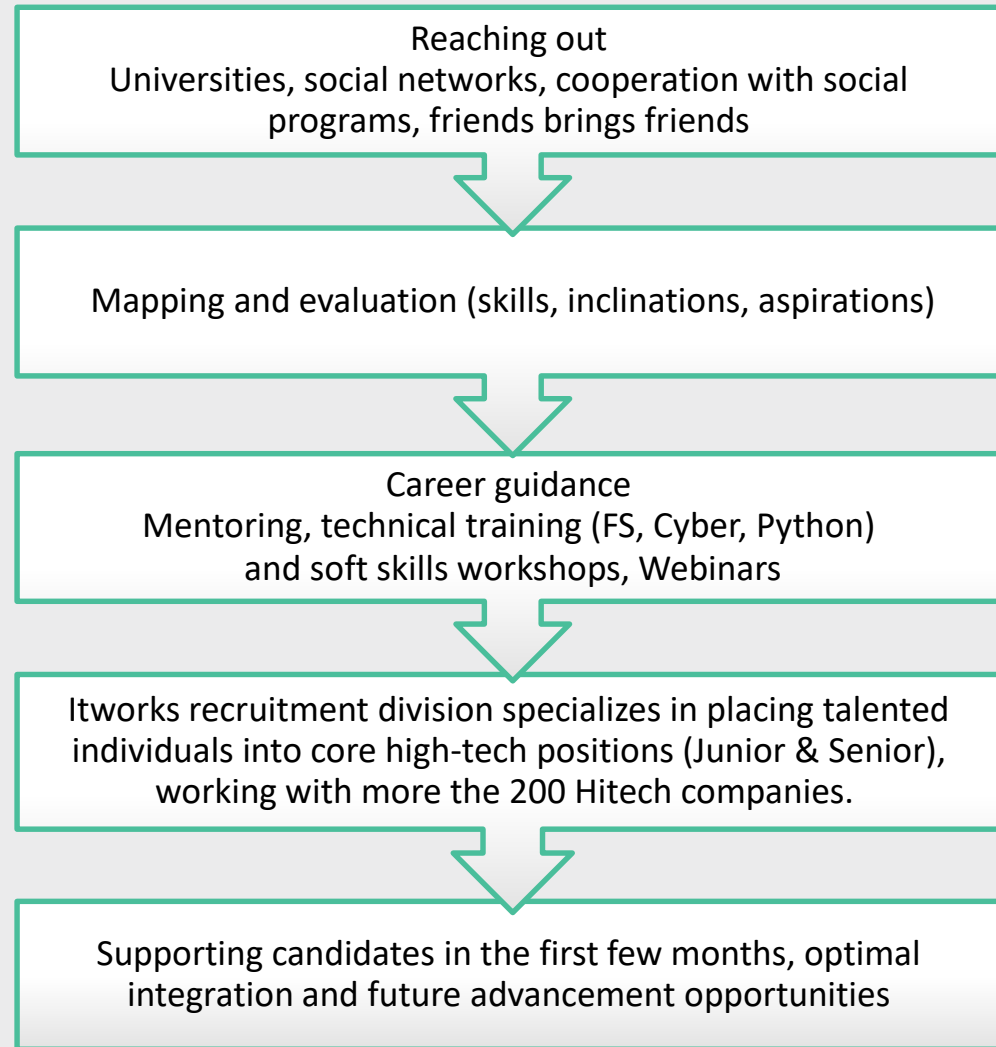 Reaching out
Universities, social networks, cooperation with social
programs, friends brings friends
Mapping and evaluation (skills, inclinations, aspirations)
Career guidance
Mentoring, technical training (FS, Cyber, Python)
and soft skills workshops, Webinars
Itworks recruitment division specializes in placing talented
individuals into core high-tech positions (Junior & Senior),
working with more the 200 Hitech companies.
Supporting candidates in the first few months, optimal
integration and future advancement opportunities